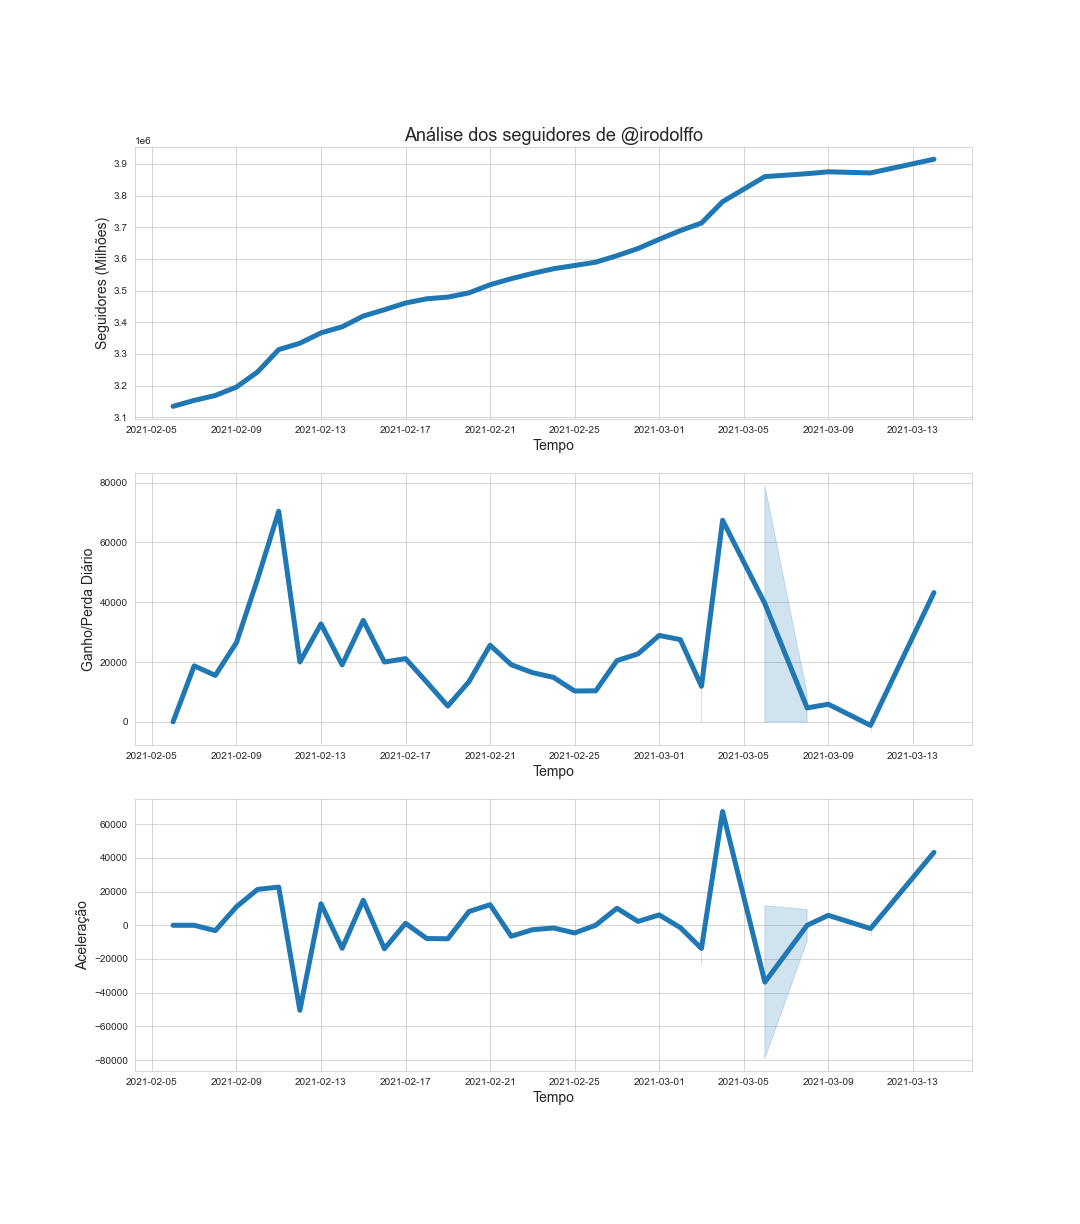 Análise dos seguidores de @irodolffo
1e6
3.9
3.8
3.7
3.6
3.5
3.4
3.3
3.2
3.1
Seguidores (Milhões)
2021-02-05 2021-02-09 2021-02-13 2021-02-17 2021-02-21 2021-02-25 2021-03-01 2021-03-05 2021-03-09 2021-03-13
Tempo
80000
60000
40000
20000
0
Ganho/Perda Diário
2021-02-05 2021-02-09 2021-02-13 2021-02-17 2021-02-21 2021-02-25 2021-03-01 2021-03-05 2021-03-09 2021-03-13
Tempo
60000
40000
20000
0
−20000
−40000
−60000
−80000
Aceleração
2021-02-05 2021-02-09 2021-02-13 2021-02-17 2021-02-21 2021-02-25 2021-03-01 2021-03-05 2021-03-09 2021-03-13
Tempo